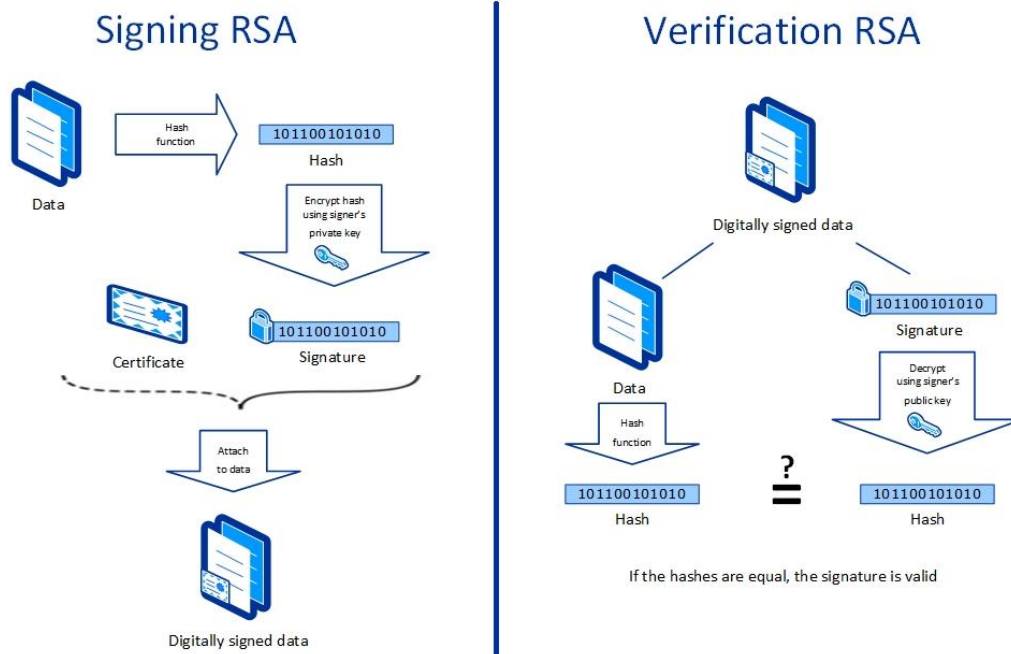 Signing RSA
Data
Hash
function
101100101010
Hash
Encrypt hash
using signer's
private key
Certificate
101100101010
Signature
Attach
to data
Digitally signed data
Verification RSA
Digitally signed data
Data
101100101010
Signature
Hash
function
Decrypt
using signer's
public key
101100101010
Hash
?
=
101100101010
Hash
If the hashes are equal, the signature is valid